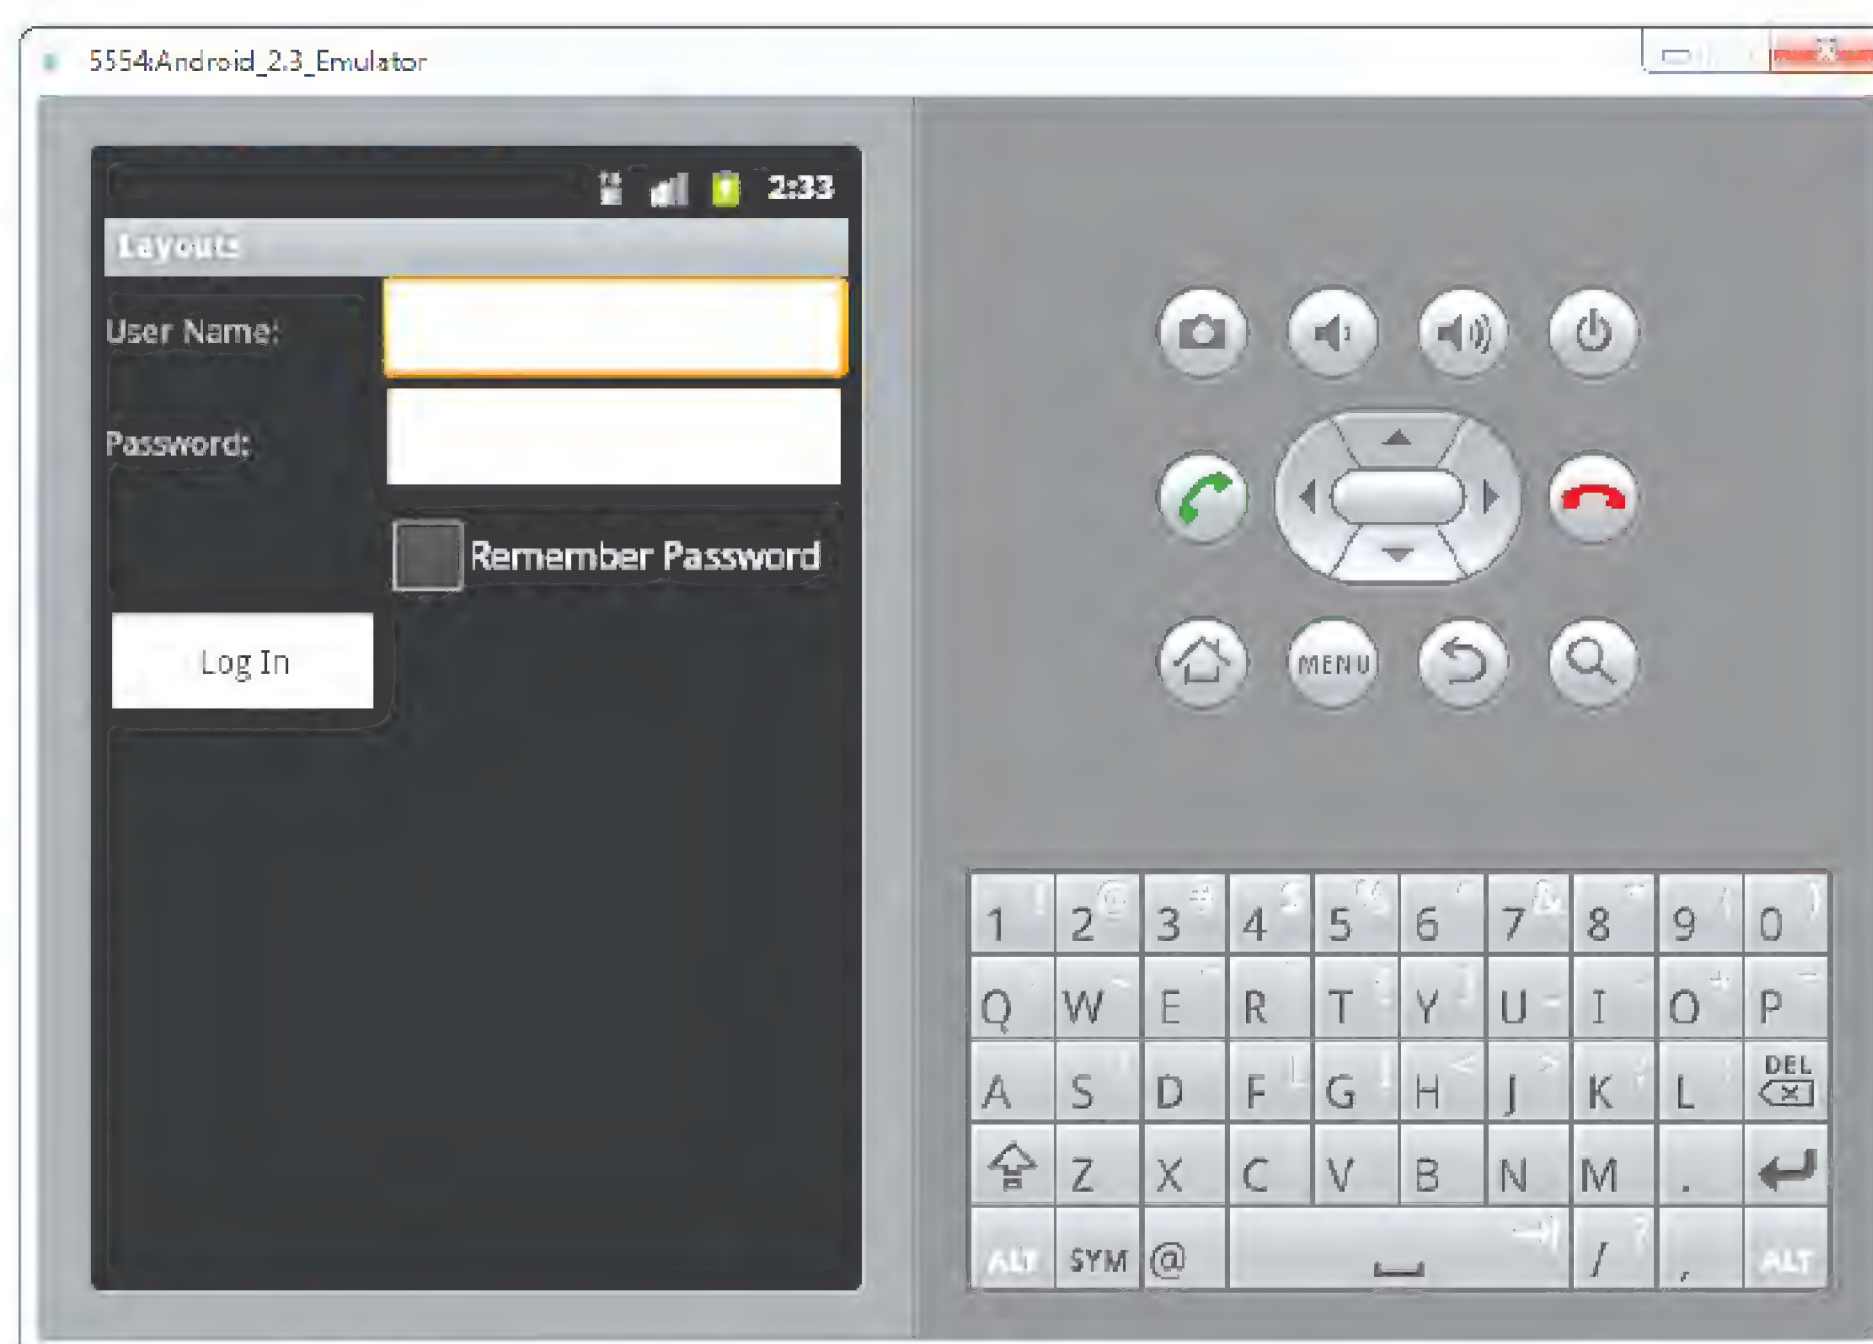 5554:Android_2.3_Emulator
2:33
Layouts
User Name:
Password:
Remember Password
Log In
MENU
1 2 @ 3 # 4 $ 5 % 6 ^ 7 & 8 * 9 ( 0 )
Q W ~ E R T Y U I O + P
A S D F G H < J > K L DEL
Z X C V B N M .
ALT SYM @ / ? , ALT